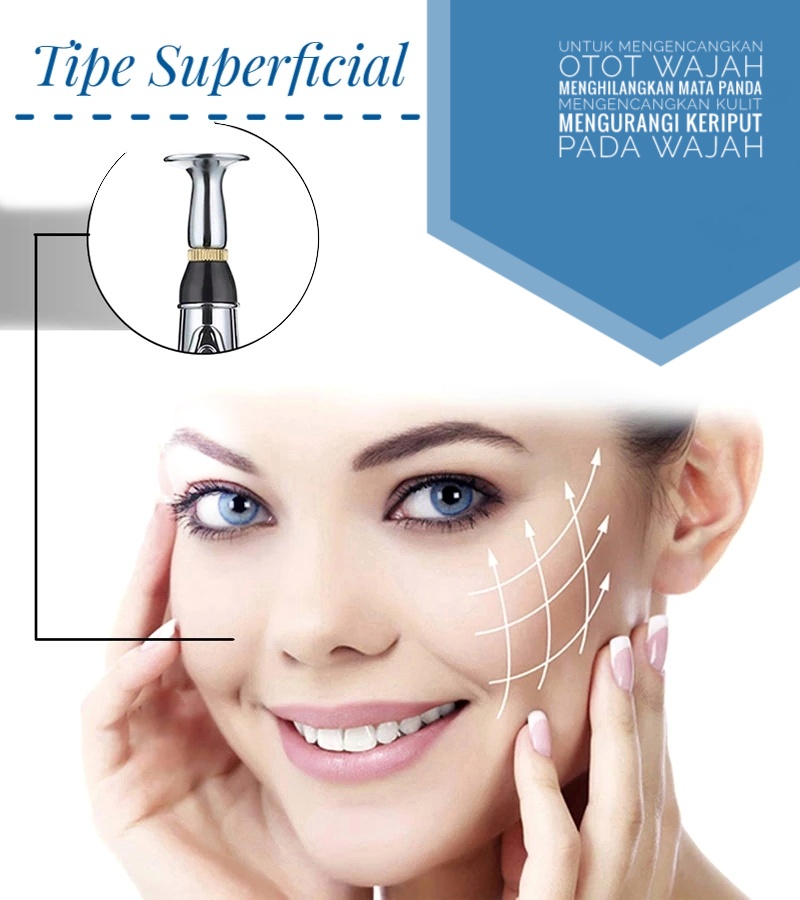 Tipe Superficial
UNTUK MENGENCANGKAN
OTOT WAJAH
MENGHILANGKAN MATA PANDA
MENGENCANGKAN KULIT
MENGURANGI KERIPUT
PADA WAJAH